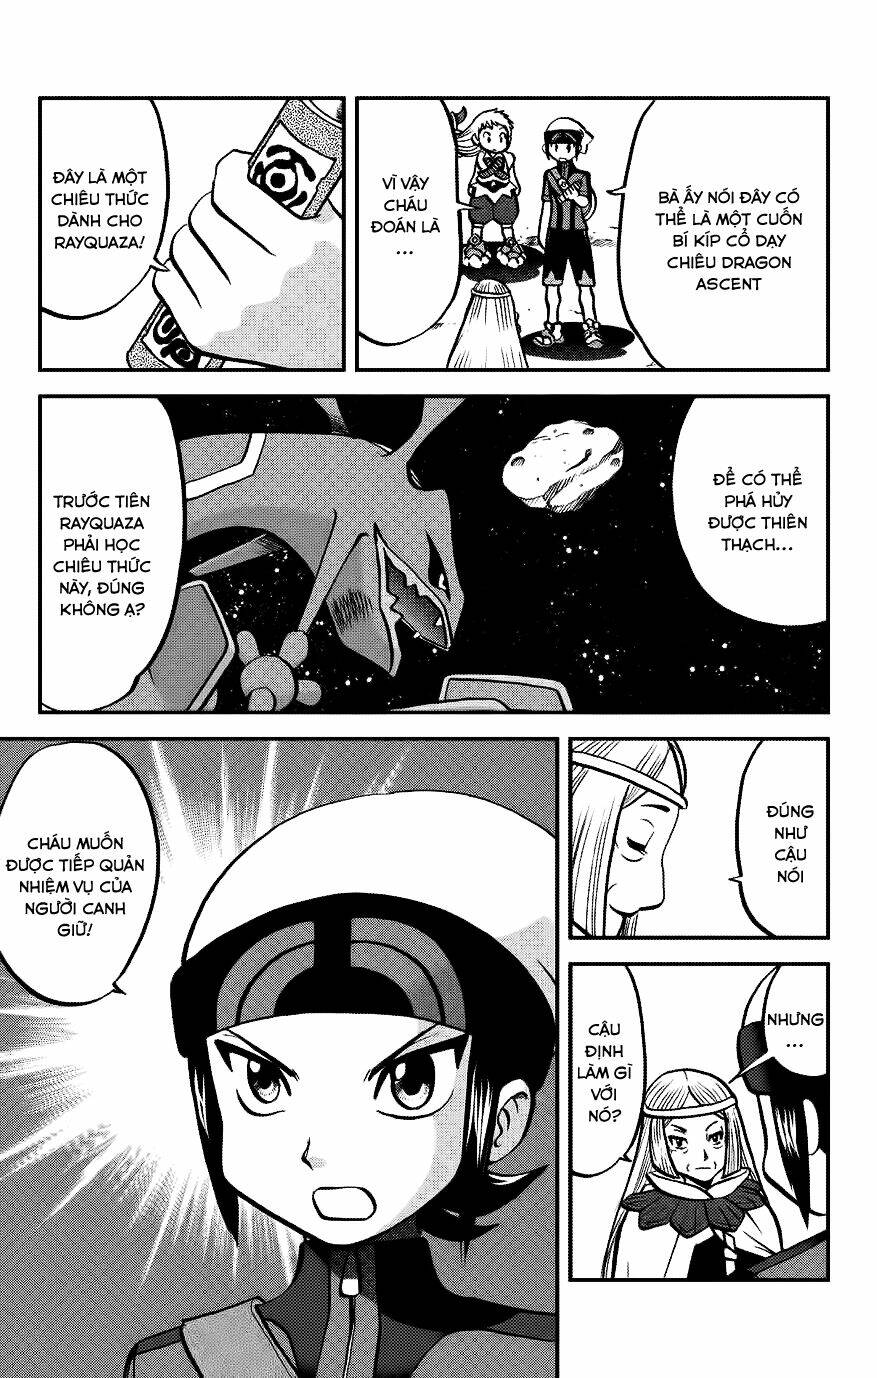 BÀ ẤY NÓI ĐÂY CÓ
THỂ LÀ MỘT CUỐN
BÍ KÍP CỔ DẠY
CHIÊU DRAGON
ASCENT
VÌ VẬY
CHÁU
ĐOÁN LÀ
...
ĐÂY LÀ MỘT
CHIÊU THỨC
DÀNH CHO
RAYQUAZA!
ĐỂ CÓ THỂ
PHÁ HỦY
ĐƯỢC THIÊN
THẠCH...
TRƯỚC TIÊN
RAYQUAZA
PHẢI HỌC
CHIÊU THỨC
NÀY, ĐÚNG
KHÔNG Ạ?
ĐÚNG
NHƯ
CẬU
NÓI
NHƯNG
...
CẬU
ĐỊNH
LÀM GÌ
VỚI
NÓ?
CHÁU MUỐN
ĐƯỢC TIẾP QUẢN
NHIỆM VỤ CỦA
NGƯỜI CANH
GIỮ!